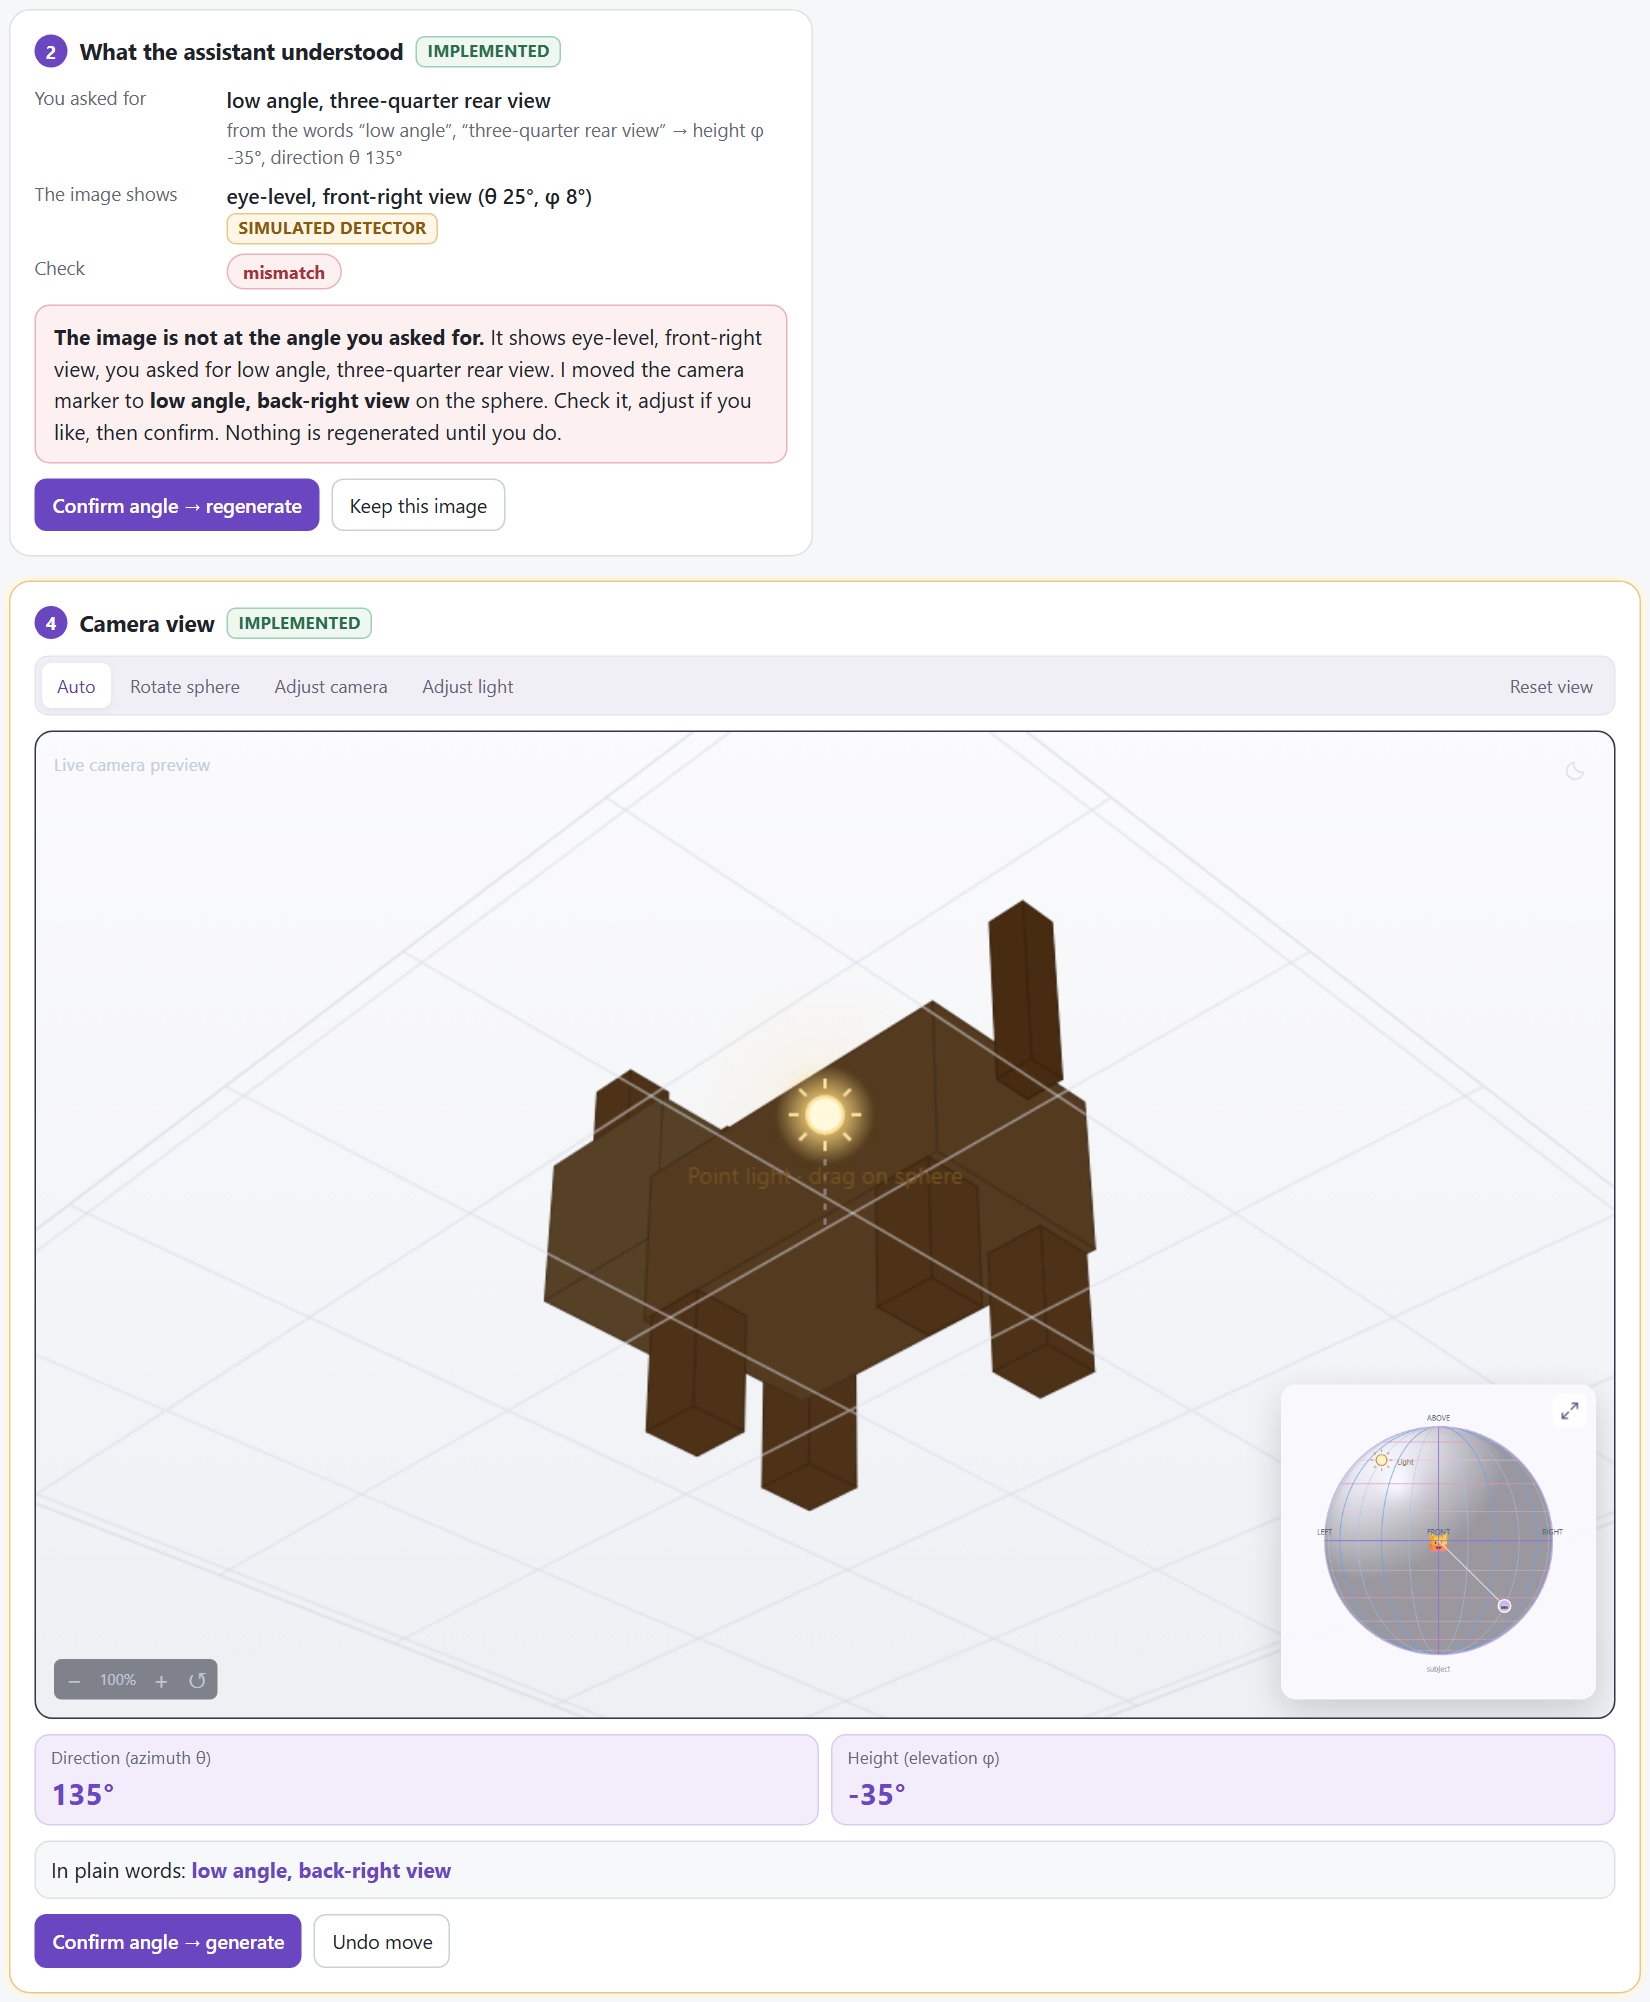 2 What the assistant understood IMPLEMENTED
You asked for
low angle, three-quarter rear view
from the words “low angle”, “three-quarter rear view” → height φ
-35°, direction θ 135°
The image shows
eye-level, front-right view (θ 25°, φ 8°)
SIMULATED DETECTOR
Check
mismatch
The image is not at the angle you asked for. It shows eye-level, front-right
view, you asked for low angle, three-quarter rear view. I moved the camera
marker to low angle, back-right view on the sphere. Check it, adjust if you
like, then confirm. Nothing is regenerated until you do.
Confirm angle → regenerate
Keep this image
4 Camera view IMPLEMENTED
Auto
Rotate sphere
Adjust camera
Adjust light
Reset view
Live camera preview
Point light · drag on sphere
ABOVE
Light
LEFT
FRONT
RIGHT
subject
− 100% +
Direction (azimuth θ)
135°
Height (elevation φ)
-35°
In plain words: low angle, back-right view
Confirm angle → generate
Undo move